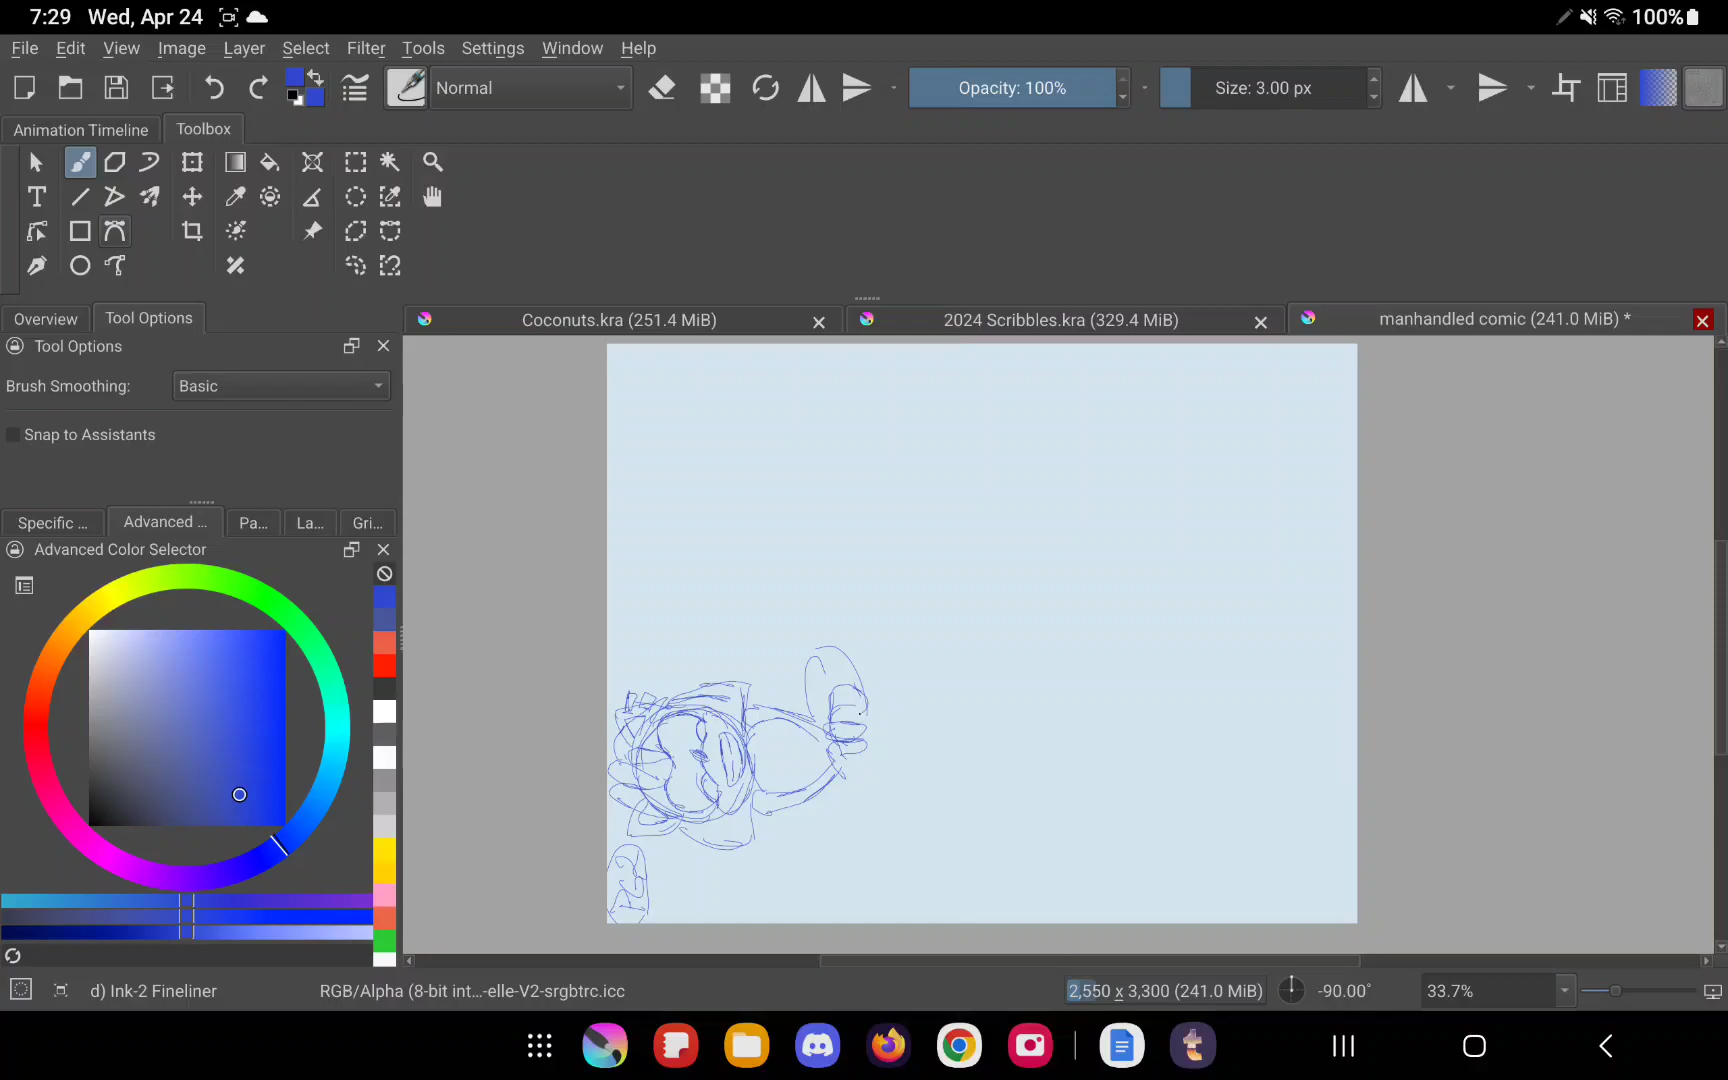 7:29 Wed, Apr 24 100%
File Edit View Image Layer Select Filter Tools Settings Window Help
Normal Opacity: 100% Size: 3.00 px
Animation Timeline Toolbox
Overview Tool Options Coconuts.kra (251.4 MiB) 2024 Scribbles.kra (329.4 MiB) manhandled comic (241.0 MiB) *
Tool Options
Brush Smoothing: Basic
Snap to Assistants
Specific ... Advanced ... Pa... La... Gri...
Advanced Color Selector
d) Ink-2 Fineliner RGB/Alpha (8-bit int...-elle-V2-srgbtrc.icc 2,550 x 3,300 (241.0 MiB) -90.00° 33.7%